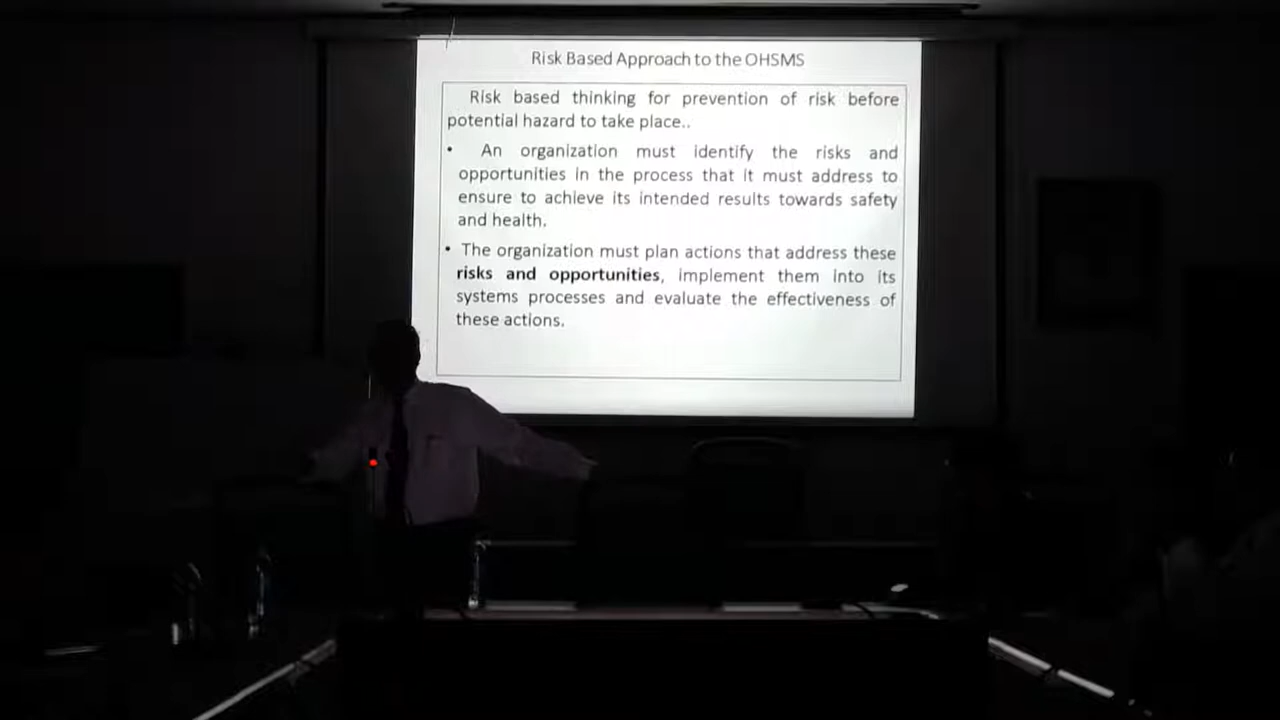 Risk Based Approach to the OHSMS
Risk based thinking for prevention of risk before
potential hazard to take place..
• An organization must identify the risks and
opportunities in the process that it must address to
ensure to achieve its intended results towards safety
and health.
• The organization must plan actions that address these
risks and opportunities, implement them into its
systems processes and evaluate the effectiveness of
these actions.